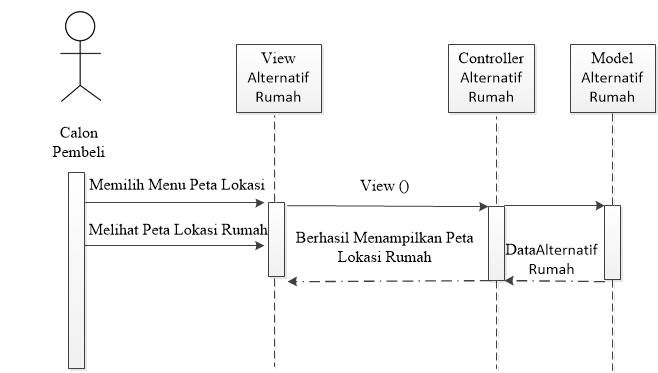 View
Alternatif
Rumah
Controller
Alternatif
Rumah
Model
Alternatif
Rumah
Calon
Pembeli
Memilih Menu Peta Lokasi
View ()
Melihat Peta Lokasi Rumah
Berhasil Menampilkan Peta
Lokasi Rumah
DataAlternatif
Rumah